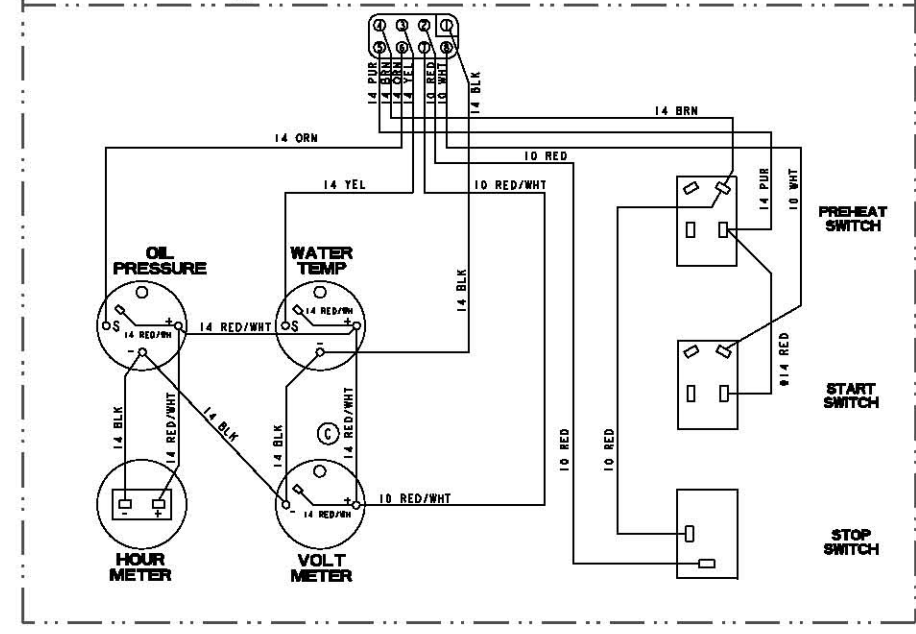 4 3 2 1
5 6 7 8
14 PUR
14 BRN
14 ORN
14 YEL
10 RED
10 WHT
14 BLK
14 BRN
14 ORN
10 RED
14 YEL
10 RED/WHT
14 PUR
10 WHT
PREHEAT
SWITCH
OIL
PRESSURE
WATER
TEMP
14 BLK
S
+
14 RED/WH
-
14 RED/WHT
S
14 RED/WH
+
-
⌽14 RED
START
SWITCH
14 BLK
14 RED/WHT
14 BLK
14 BLK
C
14 RED/WHT
10 RED
10 RED
- +
-
+
14 RED/WH
10 RED/WHT
STOP
SWITCH
HOUR
METER
VOLT
METER